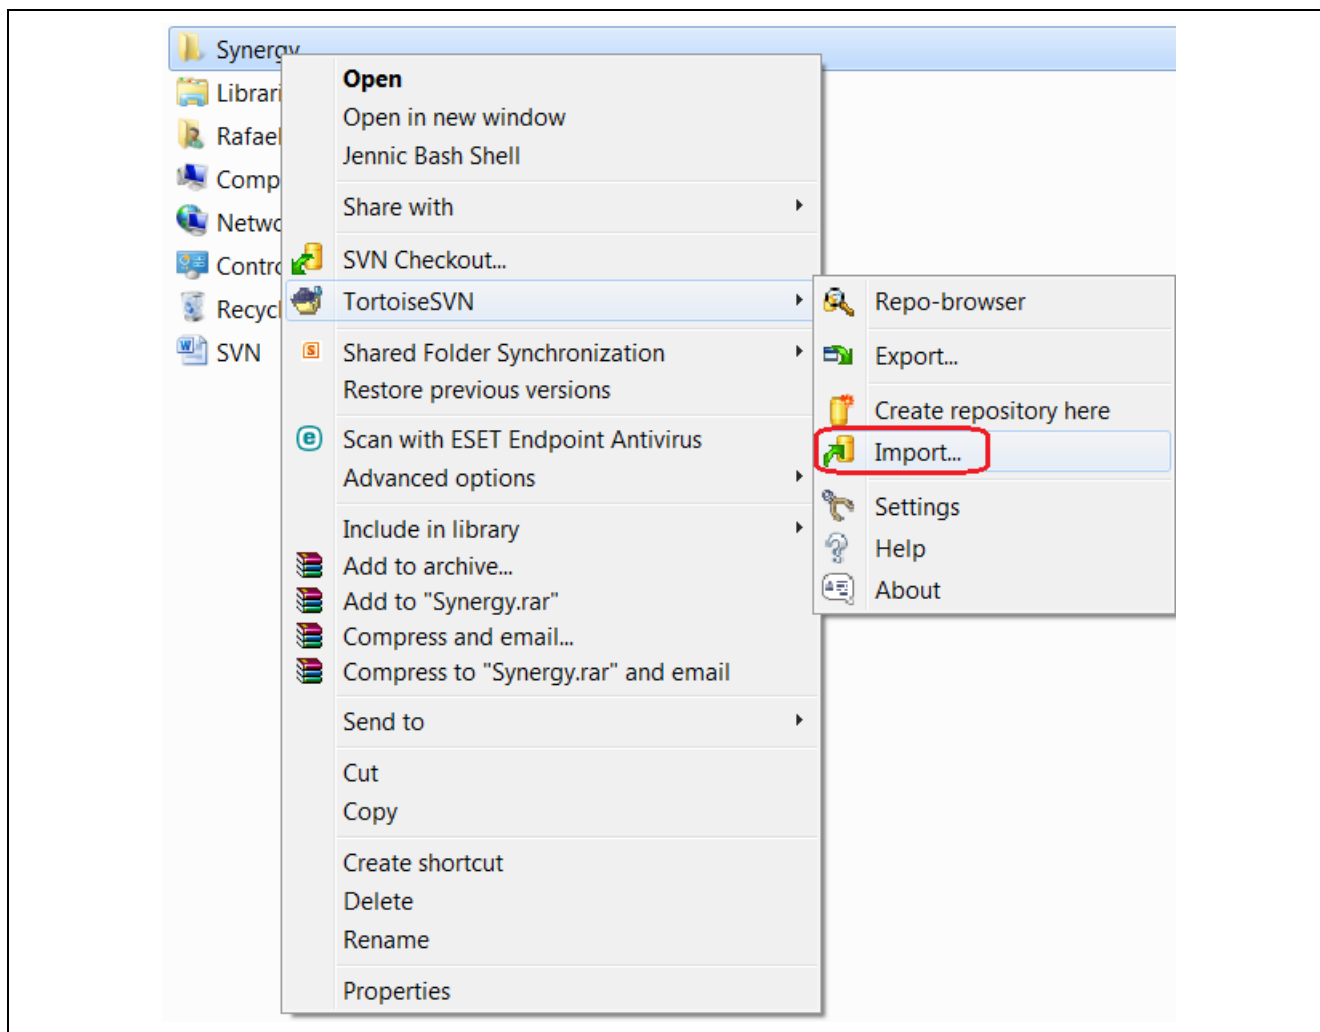 Synergy
Librari
Rafael
Comp
Netwo
Contro
Recycl
SVN
Open
Open in new window
Jennic Bash Shell
Share with
SVN Checkout...
TortoiseSVN
Shared Folder Synchronization
Restore previous versions
Scan with ESET Endpoint Antivirus
Advanced options
Include in library
Add to archive...
Add to "Synergy.rar"
Compress and email...
Compress to "Synergy.rar" and email
Send to
Cut
Copy
Create shortcut
Delete
Rename
Properties
Repo-browser
Export...
Create repository here
Import...
Settings
Help
About